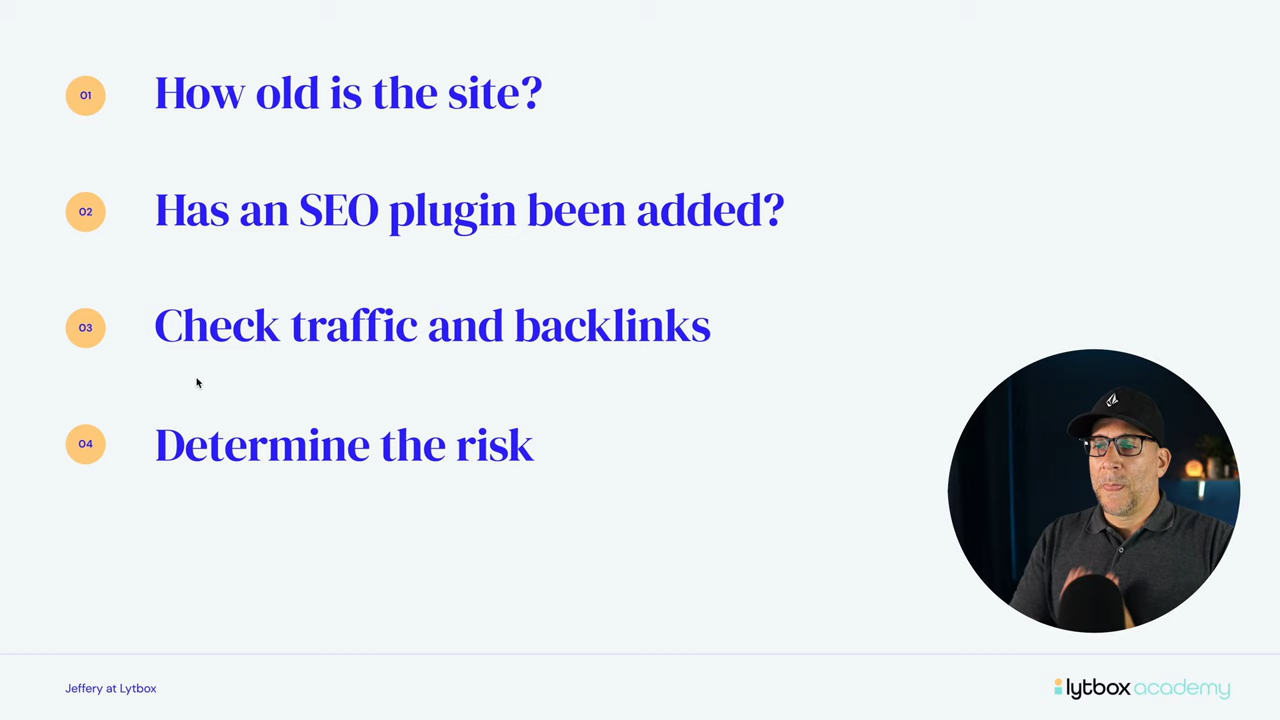 01
How old is the site?
02
Has an SEO plugin been added?
03
Check traffic and backlinks
04
Determine the risk
Jeffery at Lytbox
lytbox academy